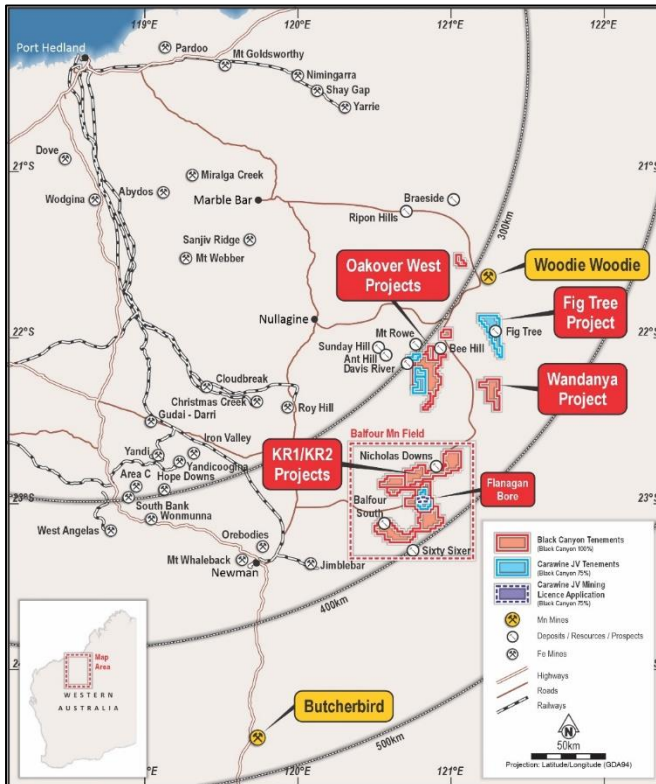 119°E
120°E
121°E
122°E
Port Hedland
Pardoo
Mt Goldsworthy
Nimingarra
Shay Gap
Yarrie
21°S
21°S
Dove
Wodgina
Abydos
Miralga Creek
Marble Bar
Braeside
Ripon Hills
300km
Sanjiv Ridge
Mt Webber
Oakover West
Projects
Woodie Woodie
Fig Tree
Project
Nullagine
22°S
22°S
Mt Rowe
Fig Tree
Sunday Hill
Bee Hill
Ant Hill
Davis River
Wandanya
Project
Cloudbreak
Christmas Creek
Roy Hill
Gudai - Darri
Iron Valley
Balfour Mn Field
KR1/KR2
Projects
Nicholas Downs
Yandi
Yandicoogina
Area C
Hope Downs
Flanagan
Bore
23°S
23°S
South Bank
Balfour
South
West Angelas
Wonmunna
Orebodies
Sixty Sixer
Mt Whaleback
Jimblebar
Newman
400km
Black Canyon Tenements
(Black Canyon 100%)
Carawine JV Tenements
(Black Canyon 75%)
Carawine JV Mining
Licence Application
(Black Canyon 75%)
Mn Mines
Deposits / Resources / Prospects
Fe Mines
Highways
Roads
Railways
N
50km
Projection: Latitude/Longitude (GDA94)
Map
Area
WESTERN
AUSTRALIA
Butcherbird
500km
120°E
121°E